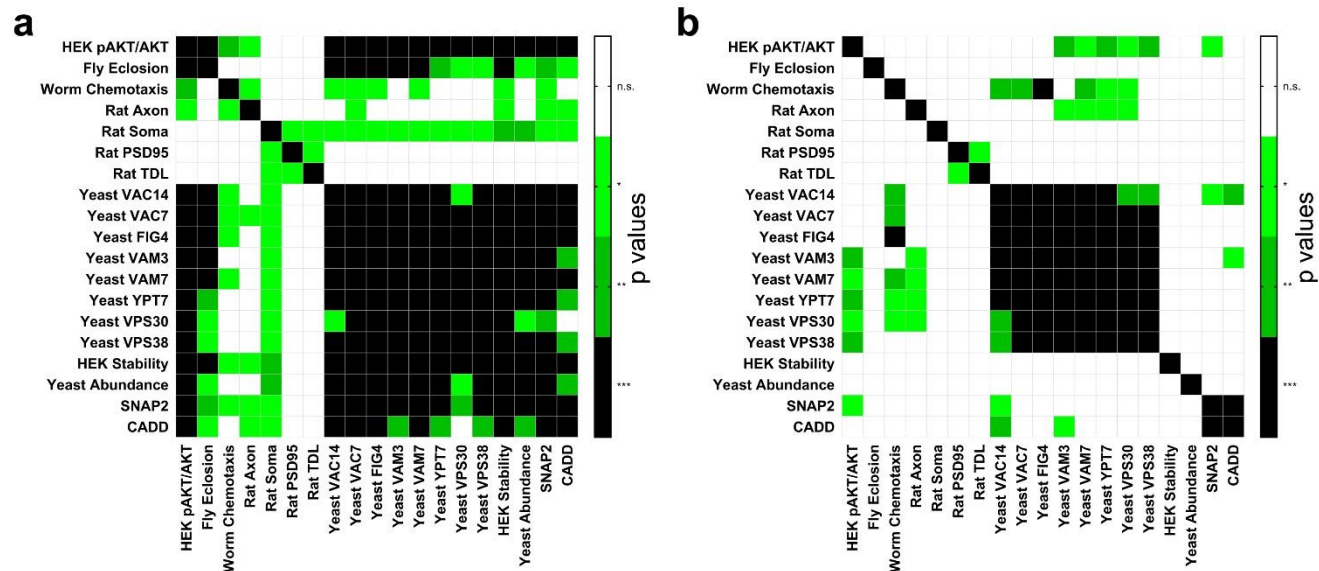 a
HEK pAKT/AKT
Fly Eclosion
Worm Chemotaxis
Rat Axon
Rat Soma
Rat PSD95
Rat TDL
Yeast VAC14
Yeast VAC7
Yeast FIG4
Yeast VAM3
Yeast VAM7
Yeast YPT7
Yeast VPS30
Yeast VPS38
HEK Stability
Yeast Abundance
SNAP2
CADD
HEK pAKT/AKT
Fly Eclosion
Worm Chemotaxis
Rat Axon
Rat Soma
Rat PSD95
Rat TDL
Yeast VAC14
Yeast VAC7
Yeast FIG4
Yeast VAM3
Yeast VAM7
Yeast YPT7
Yeast VPS30
Yeast VPS38
HEK Stability
Yeast Abundance
SNAP2
CADD
n.s.
*
**
***
p values
b
HEK pAKT/AKT
Fly Eclosion
Worm Chemotaxis
Rat Axon
Rat Soma
Rat PSD95
Rat TDL
Yeast VAC14
Yeast VAC7
Yeast FIG4
Yeast VAM3
Yeast VAM7
Yeast YPT7
Yeast VPS30
Yeast VPS38
HEK Stability
Yeast Abundance
SNAP2
CADD
HEK pAKT/AKT
Fly Eclosion
Worm Chemotaxis
Rat Axon
Rat Soma
Rat PSD95
Rat TDL
Yeast VAC14
Yeast VAC7
Yeast FIG4
Yeast VAM3
Yeast VAM7
Yeast YPT7
Yeast VPS30
Yeast VPS38
HEK Stability
Yeast Abundance
SNAP2
CADD
n.s.
*
**
***
p values